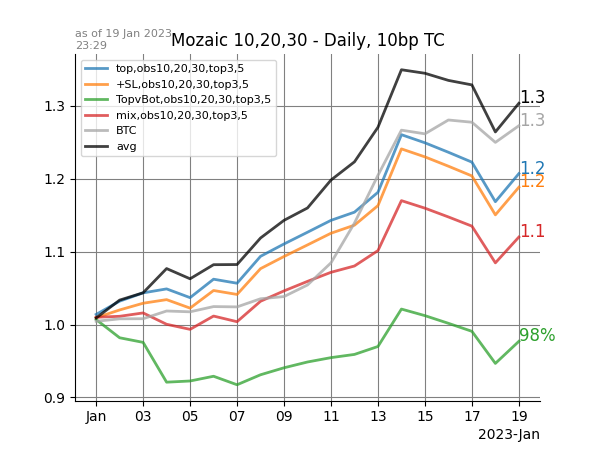 as of 19 Jan 2023
23:29
Mozaic 10,20,30 - Daily, 10bp TC
top,obs10,20,30,top3,5
+SL,obs10,20,30,top3,5
TopvBot,obs10,20,30,top3,5
mix,obs10,20,30,top3,5
BTC
avg
1.3
1.3
1.2
1.2
1.1
98%
1.3
1.2
1.1
1.0
0.9
Jan 03 05 07 09 11 13 15 17 19
2023-Jan